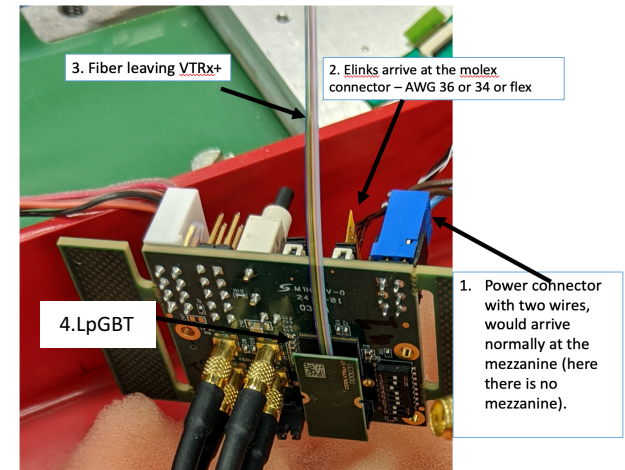 3. Fiber leaving VTRx+
2. Elinks arrive at the molex
connector – AWG 36 or 34 or flex
1. Power connector
with two wires,
would arrive
normally at the
mezzanine (here
there is no
mezzanine).
4.LpGBT